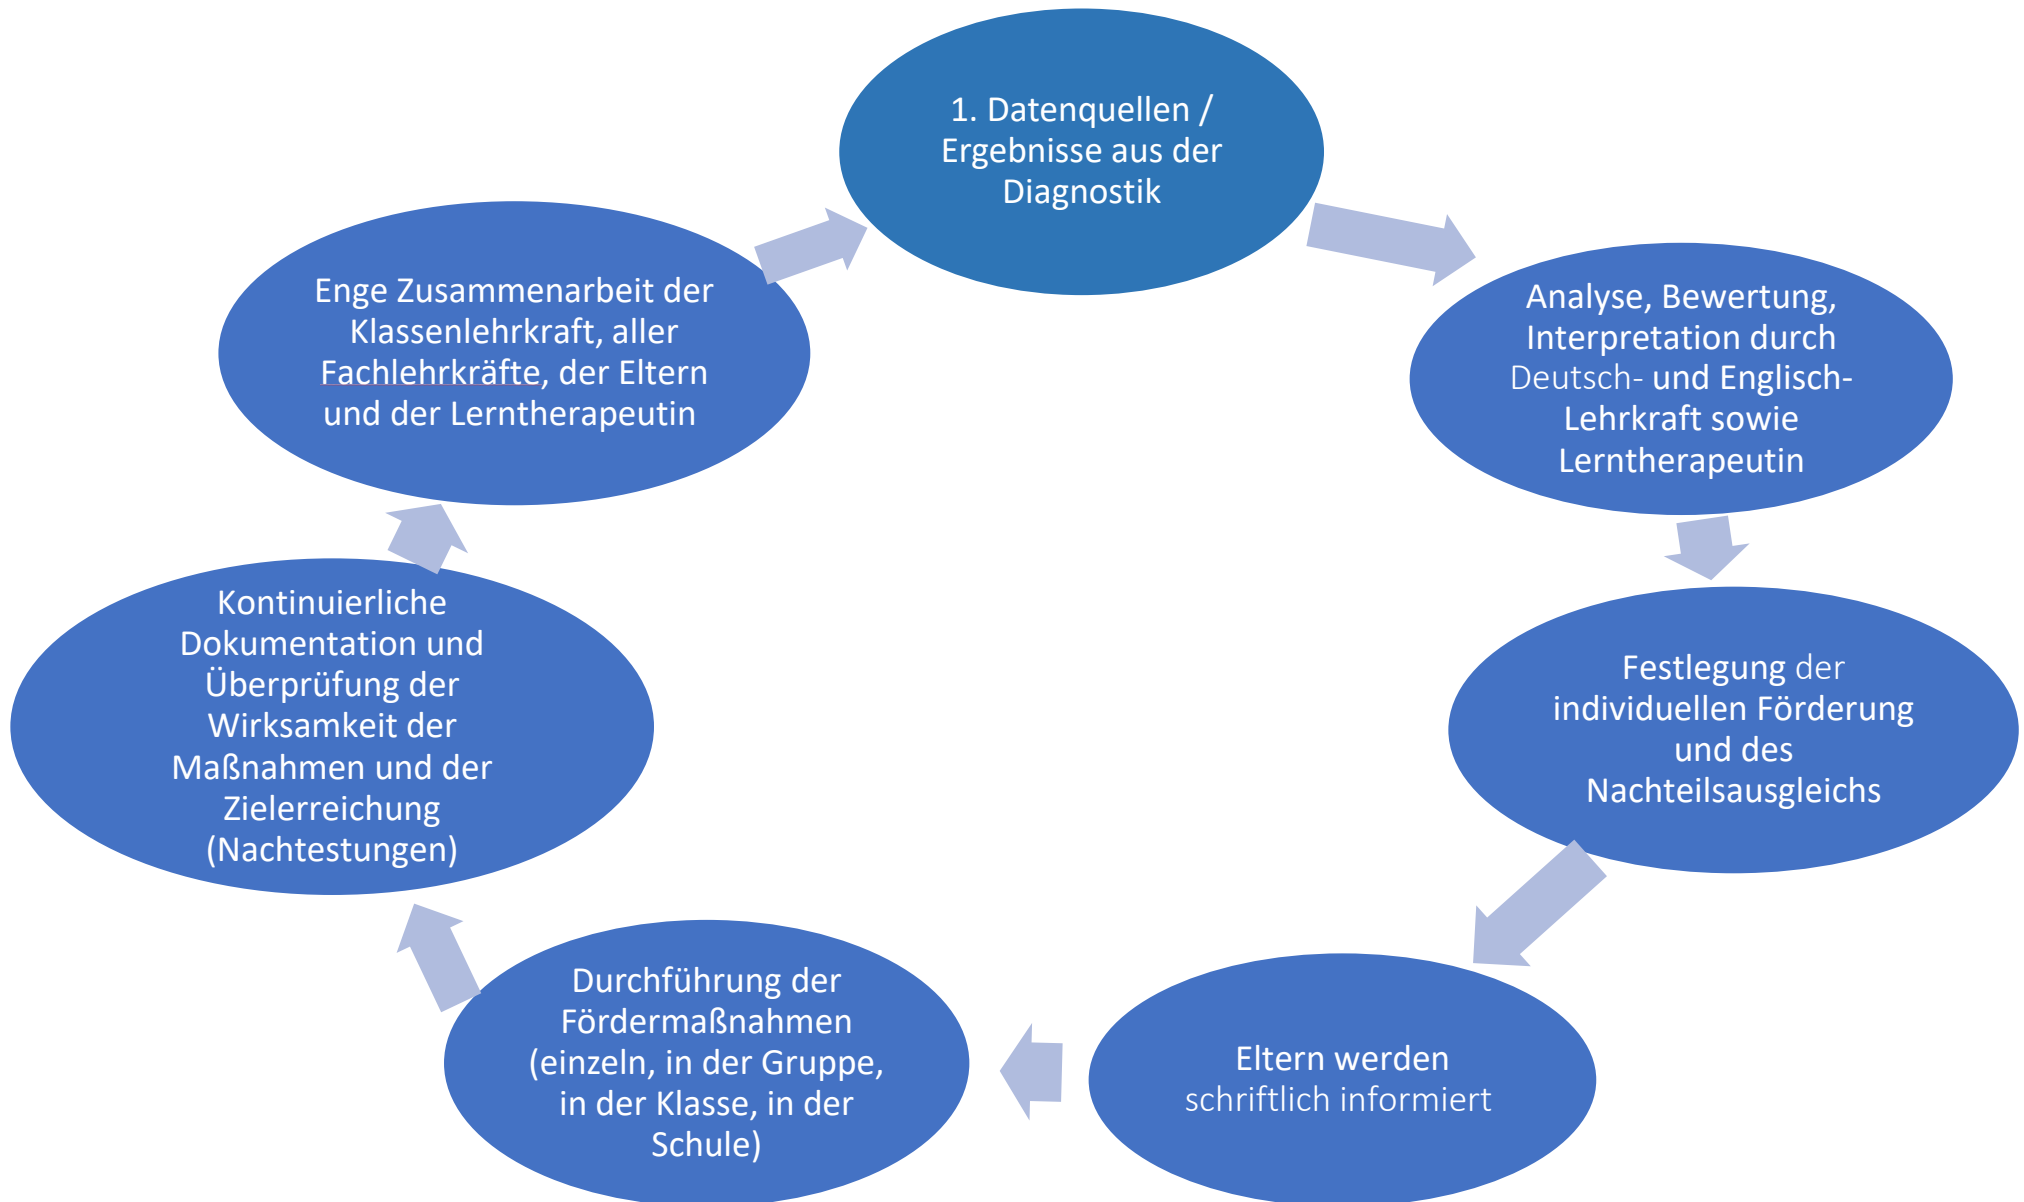 1. Datenquellen /
Ergebnisse aus der
Diagnostik
Analyse, Bewertung,
Interpretation durch
Deutsch- und Englisch-
Lehrkraft sowie
Lerntherapeutin
Festlegung der
individuellen Förderung
und des
Nachteilsausgleichs
Eltern werden
schriftlich informiert
Durchführung der
Fördermaßnahmen
(einzeln, in der Gruppe,
in der Klasse, in der
Schule)
Kontinuierliche
Dokumentation und
Überprüfung der
Wirksamkeit der
Maßnahmen und der
Zielerreichung
(Nachtestungen)
Enge Zusammenarbeit der
Klassenlehrkraft, aller
Fachlehrkräfte, der Eltern
und der Lerntherapeutin